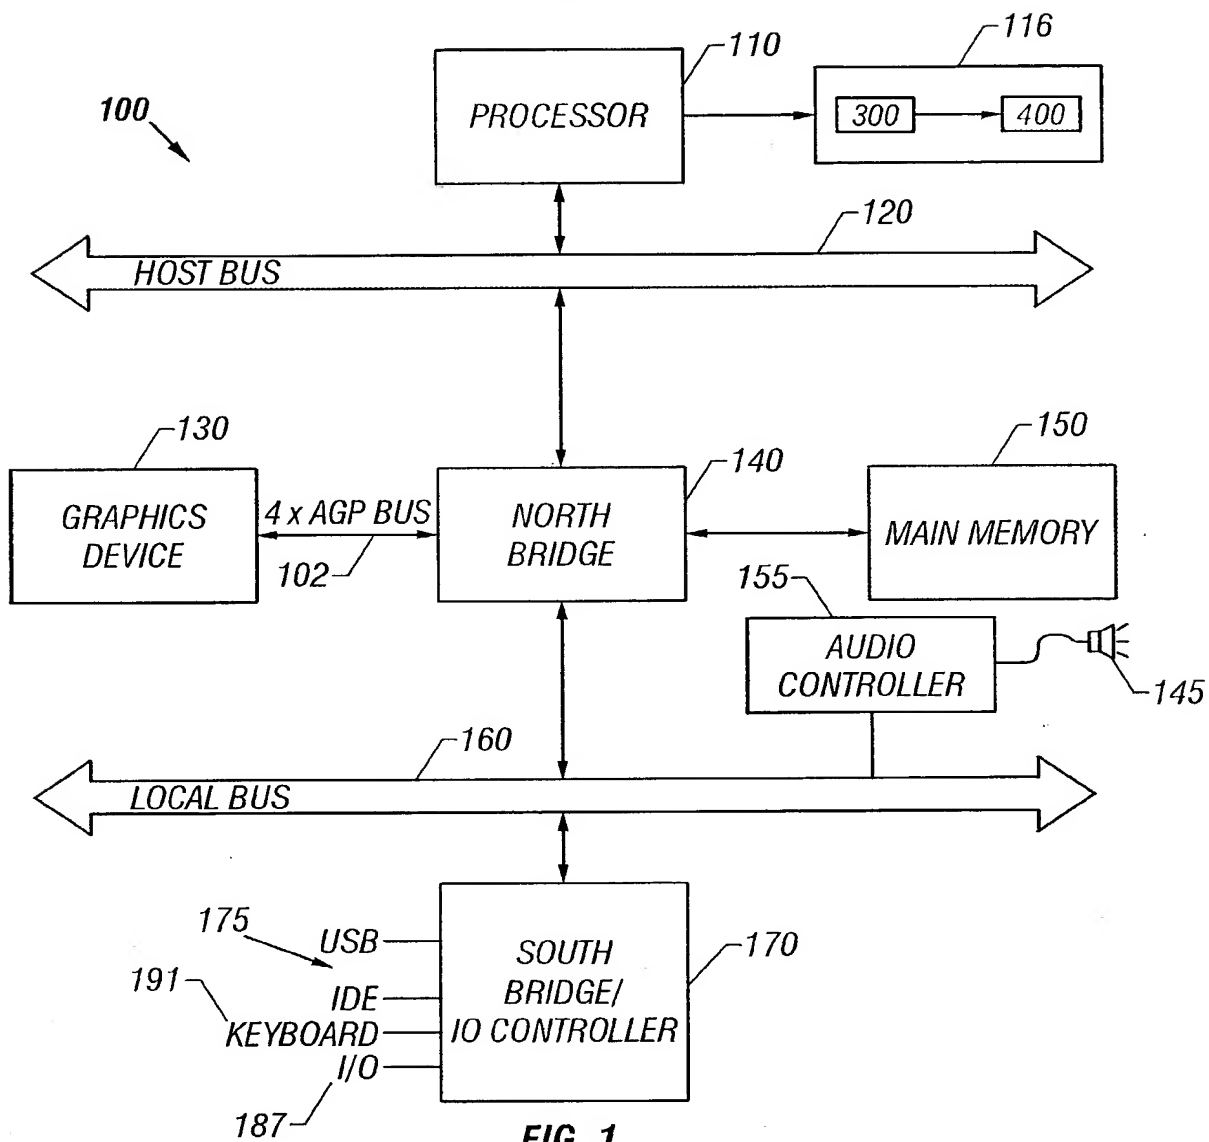 110
116
100
PROCESSOR
300
400
120
HOST BUS
130
140
150
GRAPHICS
DEVICE
4 x AGP BUS
102
NORTH
BRIDGE
MAIN MEMORY
155
AUDIO
CONTROLLER
145
160
LOCAL BUS
175
191
USB
IDE
KEYBOARD
I/O
187
SOUTH
BRIDGE/
IO CONTROLLER
170
FIG. 1